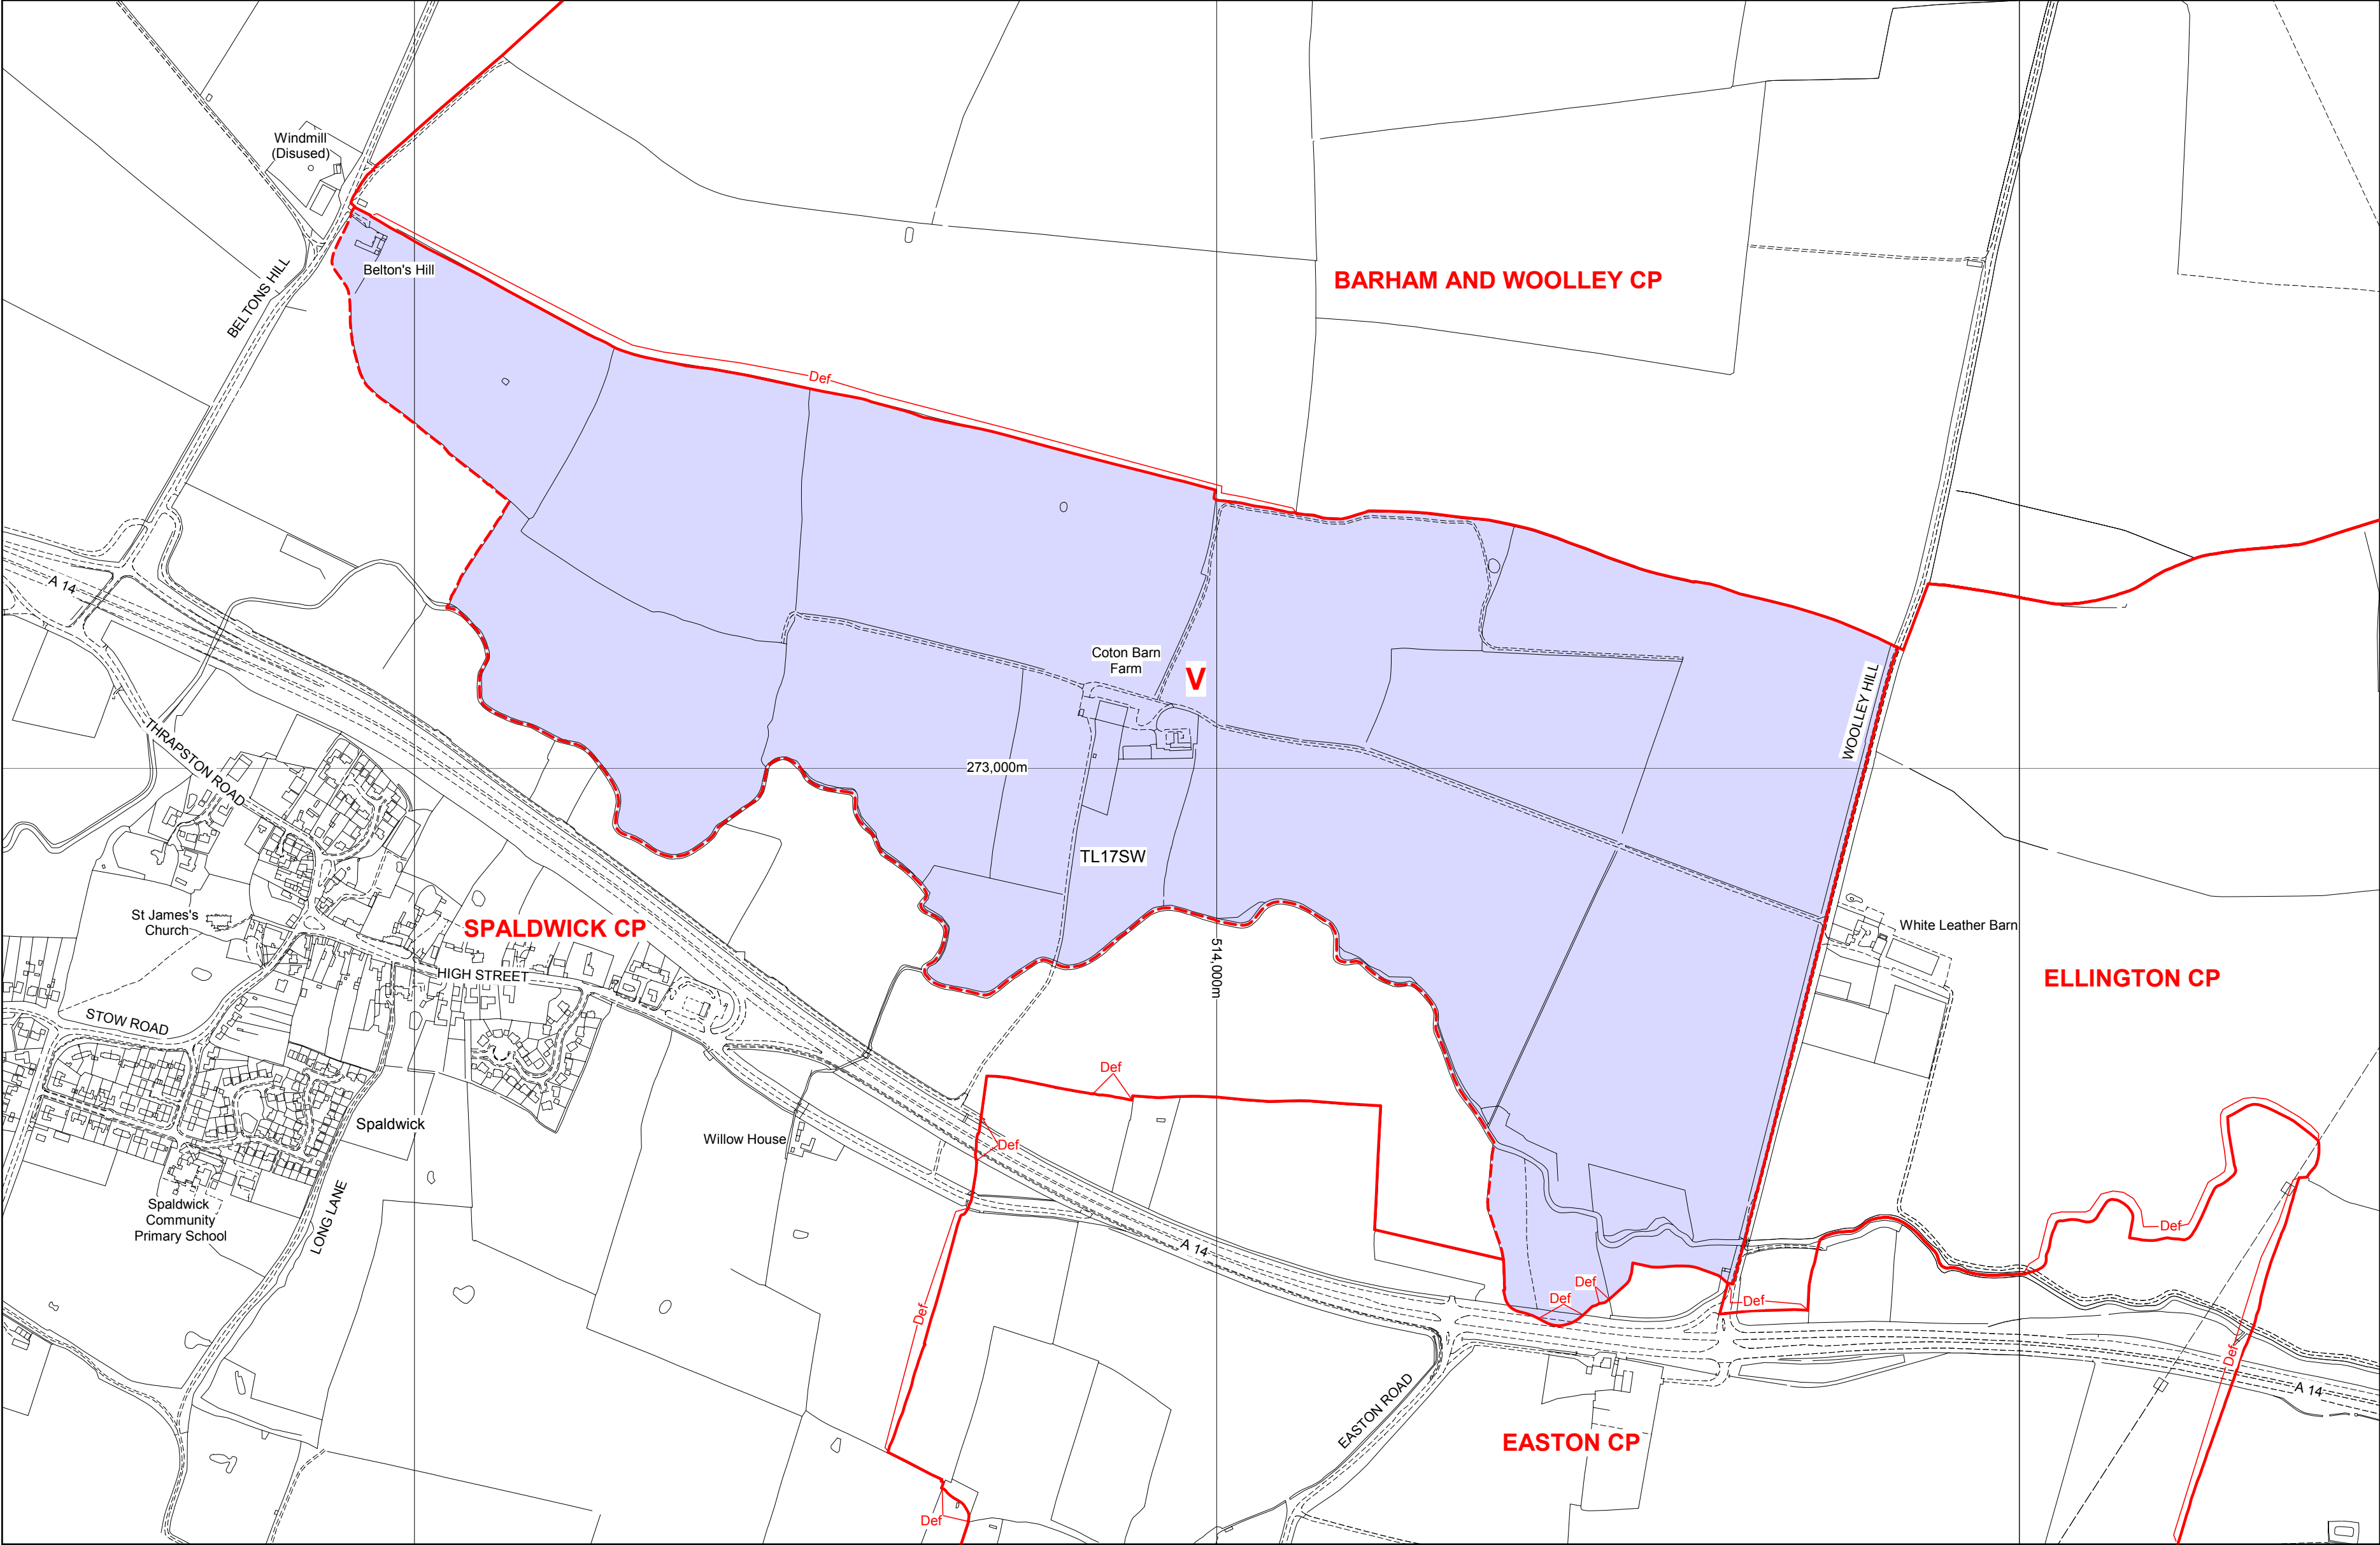 Windmill
(Disused)
Belton's Hill
BELTONS HILL
BARHAM AND WOOLLEY CP
Def
A 14
Coton Barn
Farm
V
WOOLLEY HILL
THRAPSTON ROAD
273,000m
TL17SW
St James's
Church
SPALDWICK CP
HIGH STREET
514,000m
White Leather Barn
ELLINGTON CP
STOW ROAD
Def
Spaldwick
Willow House
Def
Spaldwick
Community
Primary School
LONG LANE
Def
A 14
Def
Def
Def
Def
Def
A 14
EASTON ROAD
EASTON CP
Def